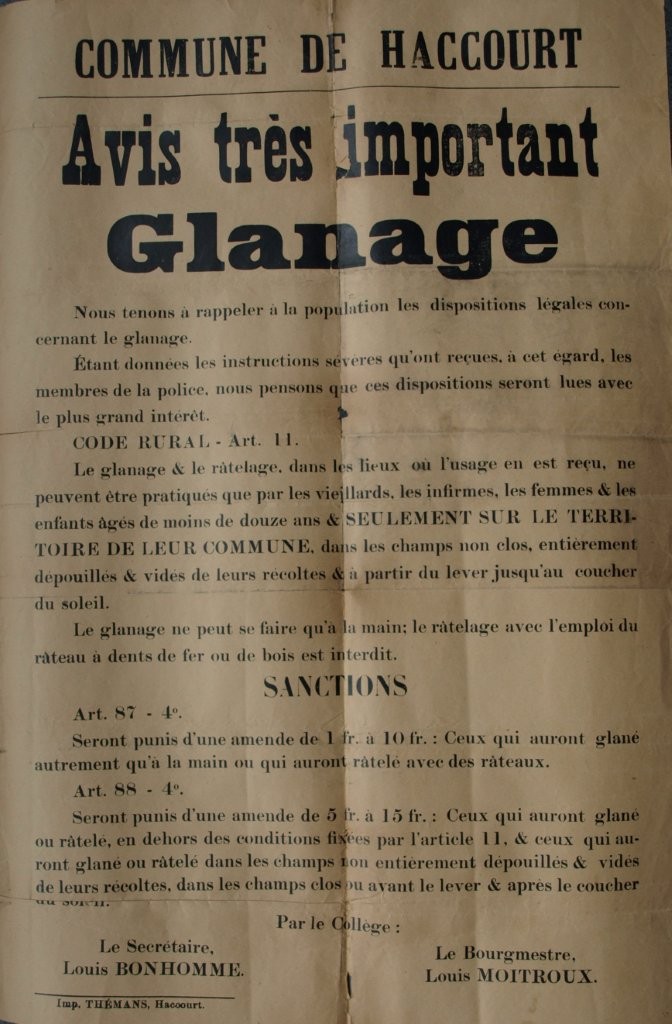 COMMUNE DE HACCOURT
Avis très important
Glanage
Nous tenons à rappeler à la population les dispositions légales con-
cernant le glanage.
Étant données les instructions sévères qu'ont reçues, à cet égard, les
membres de la police, nous pensons que ces dispositions seront lues avec
le plus grand intérêt.
CODE RURAL - Art. 11.
Le glanage & le râtelage, dans les lieux où l'usage en est reçu, ne
peuvent être pratiqués que par les vieillards, les infirmes, les femmes & les
enfants âgés de moins de douze ans & SEULEMENT SUR LE TERRI-
TOIRE DE LEUR COMMUNE, dans les champs non clos, entièrement
dépouillés & vidés de leurs récoltes & à partir du lever jusqu'au coucher
du soleil.
Le glanage ne peut se faire qu'à la main; le râtelage avec l'emploi du
râteau à dents de fer ou de bois est interdit.
SANCTIONS
Art. 87 - 4°.
Seront punis d'une amende de 1 fr. à 10 fr. : Ceux qui auront glané
autrement qu'à la main ou qui auront râtelé avec des râteaux.
Art. 88 - 4°.
Seront punis d'une amende de 5 fr. à 15 fr. : Ceux qui auront glané
ou râtelé, en dehors des conditions fixées par l'article 11, & ceux qui au-
ront glané ou râtelé dans les champs non entièrement dépouillés & vidés
de leurs récoltes, dans les champs clos ou avant le lever & après le coucher
du soleil.
Par le Collège :
Le Secrétaire,
Louis BONHOMME.
Le Bourgmestre,
Louis MOITROUX.
Imp. THÉMANS, Haccourt.